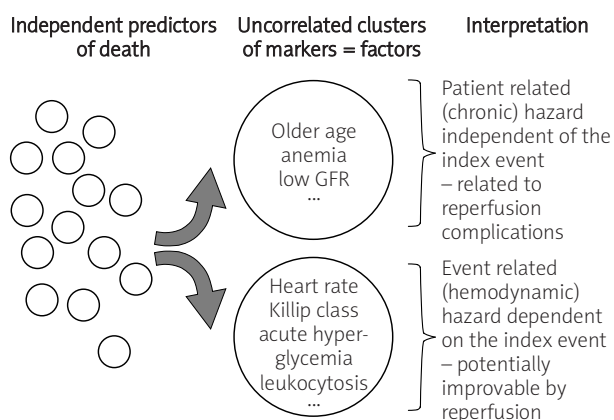 Independent predictors
of death
Uncorrelated clusters
of markers = factors
Interpretation
Older age
anemia
low GFR
...
Patient related
(chronic) hazard
independent of the
index event
– related to
reperfusion
complications
Heart rate
Killip class
acute hyper-
glycemia
leukocytosis
...
Event related
(hemodynamic)
hazard dependent
on the index event
– potentially
improvable by
reperfusion